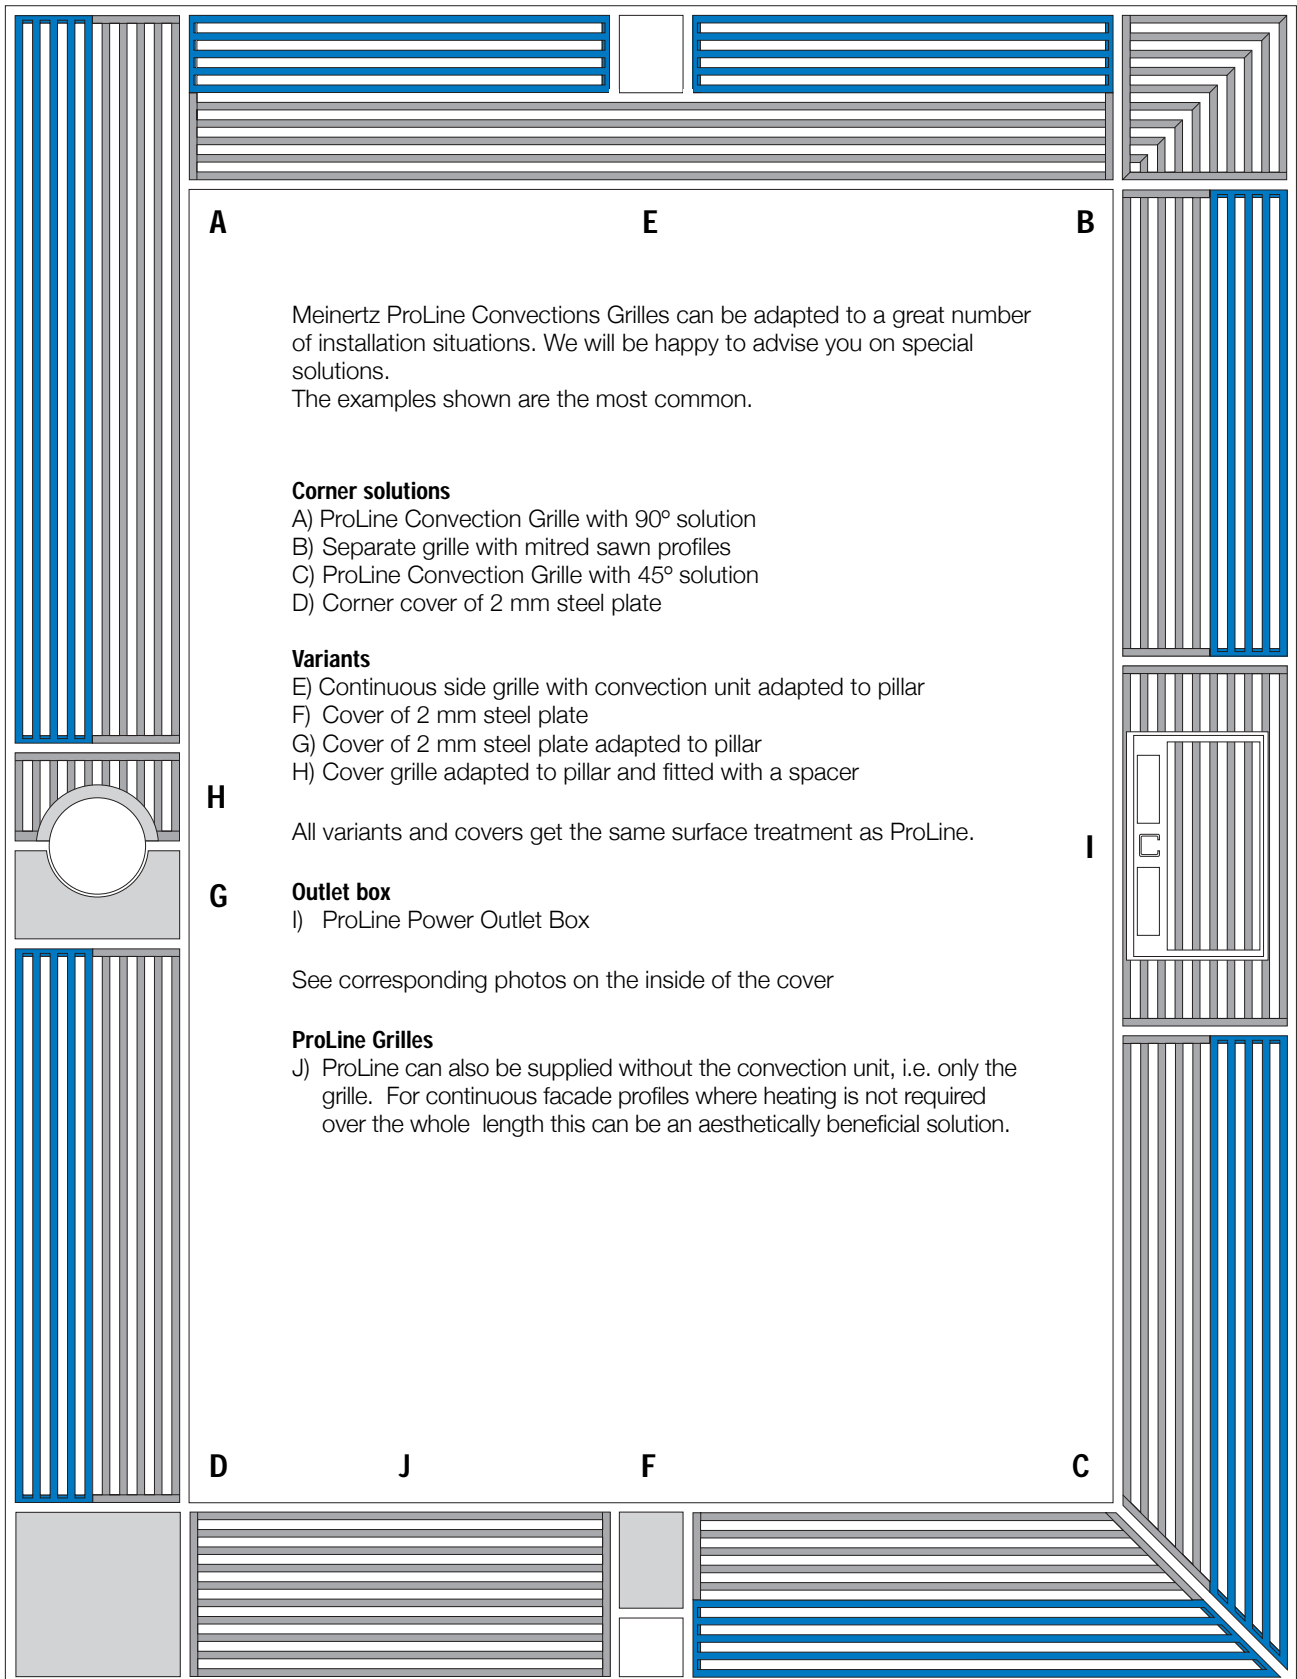 A
E
B
Meinertz ProLine Convections Grilles can be adapted to a great number
of installation situations. We will be happy to advise you on special
solutions.
The examples shown are the most common.
Corner solutions
A) ProLine Convection Grille with 90º solution
B) Separate grille with mitred sawn profiles
C) ProLine Convection Grille with 45º solution
D) Corner cover of 2 mm steel plate
Variants
E) Continuous side grille with convection unit adapted to pillar
F) Cover of 2 mm steel plate
G) Cover of 2 mm steel plate adapted to pillar
H) Cover grille adapted to pillar and fitted with a spacer
H
All variants and covers get the same surface treatment as ProLine.
I
G
Outlet box
I) ProLine Power Outlet Box
See corresponding photos on the inside of the cover
ProLine Grilles
J) ProLine can also be supplied without the convection unit, i.e. only the
grille. For continuous facade profiles where heating is not required
over the whole length this can be an aesthetically beneficial solution.
D
J
F
C